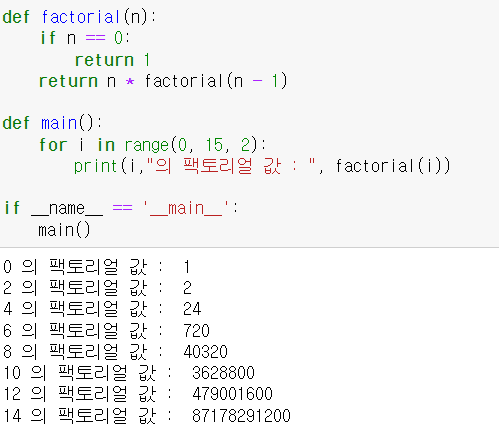 def factorial(n):
    if n == 0:
        return 1
    return n * factorial(n - 1)

def main():
    for i in range(0, 15, 2):
        print(i,"의 팩토리얼 값 : ", factorial(i))

if __name__ == '__main__':
    main()
0 의 팩토리얼 값 :  1
2 의 팩토리얼 값 :  2
4 의 팩토리얼 값 :  24
6 의 팩토리얼 값 :  720
8 의 팩토리얼 값 :  40320
10 의 팩토리얼 값 :  3628800
12 의 팩토리얼 값 :  479001600
14 의 팩토리얼 값 :  87178291200